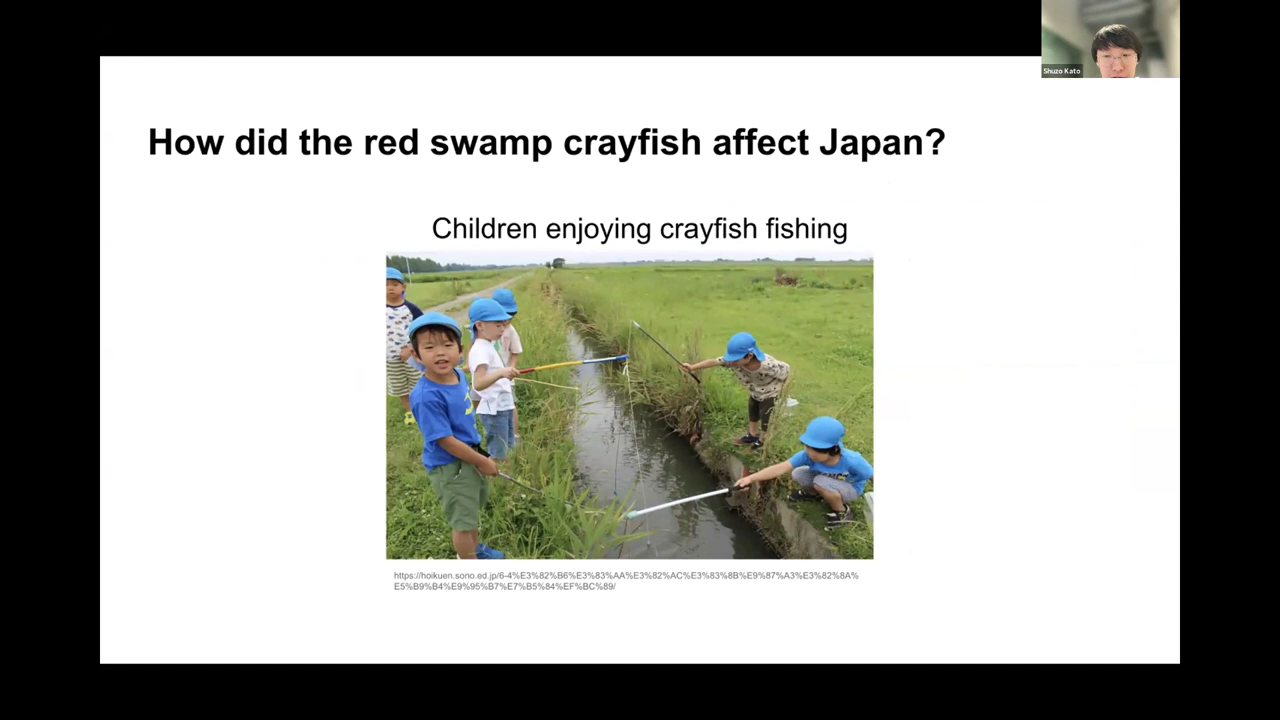 Shuzo Kato
How did the red swamp crayfish affect Japan?
Children enjoying crayfish fishing
https://hoikuen.sono.ed.jp/6-4%E3%82%B6%E3%83%AA%E3%82%AC%E3%83%8B%E9%87%A3%E3%82%8A%
E5%B9%B4%E9%95%B7%E7%B5%84%EF%BC%89/